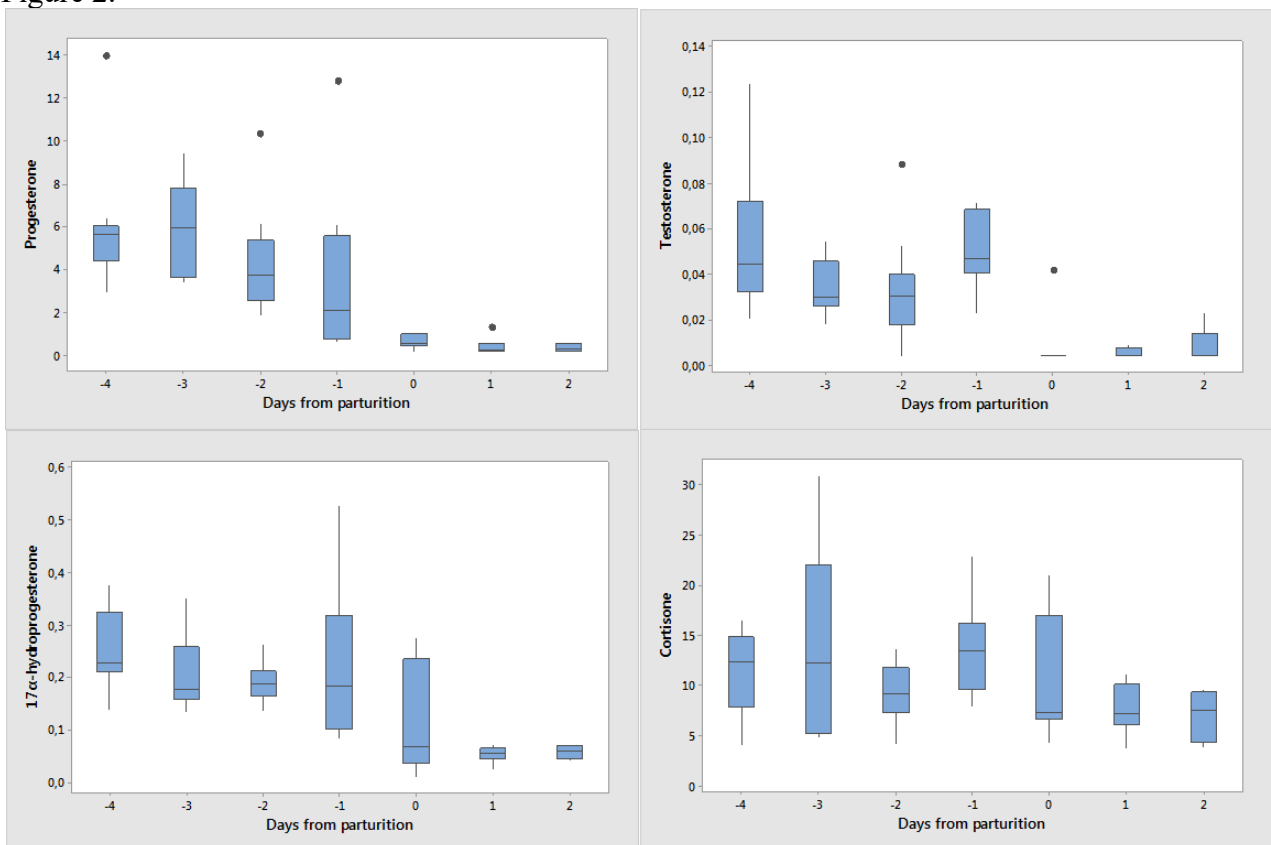 Figure 2.
Progesterone
14
12
10
8
6
4
2
0
-4 -3 -2 -1 0 1 2
Days from parturition
Testosterone
0,14
0,12
0,10
0,08
0,06
0,04
0,02
0,00
-4 -3 -2 -1 0 1 2
Days from parturition
17α-hydroprogesterone
0,6
0,5
0,4
0,3
0,2
0,1
0,0
-4 -3 -2 -1 0 1 2
Days from parturition
Cortisone
30
25
20
15
10
5
0
-4 -3 -2 -1 0 1 2
Days from parturition